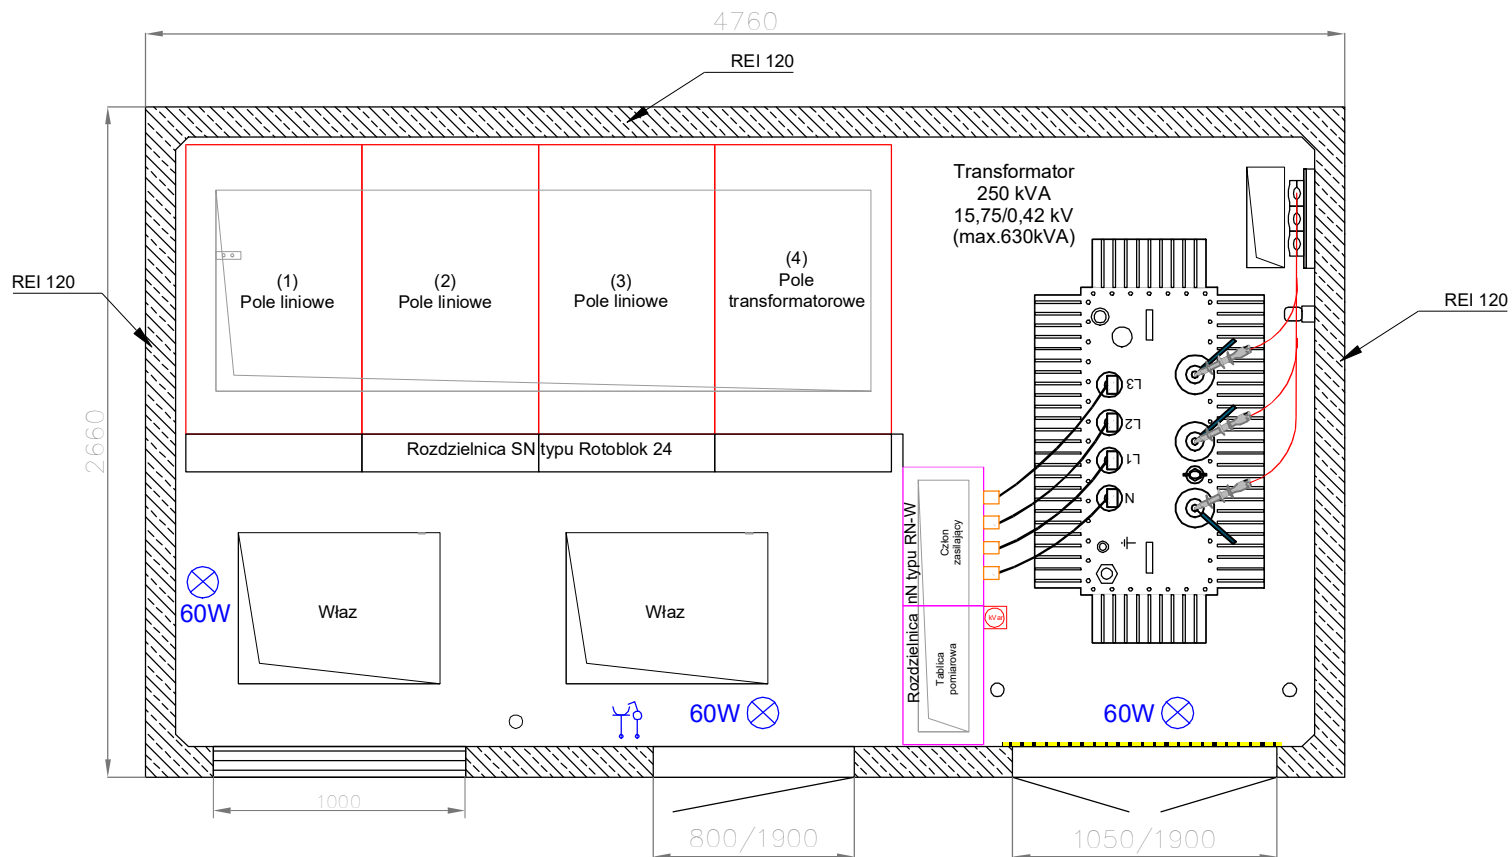 4760
REI 120
Transformator
250 kVA
15,75/0,42 kV
(max.630kVA)
(1)
Pole liniowe
(2)
Pole liniowe
(3)
Pole liniowe
(4)
Pole
transformatorowe
REI 120
REI 120
2660
Rozdzielnica SN typu Rotoblok 24
L3
L2
L1
N
Rozdzielnica nN typu RN-W
Człon
zasilający
kVar
Tablica
pomiarowa
60W
Właz
Właz
60W
60W
1000
800/1900
1050/1900